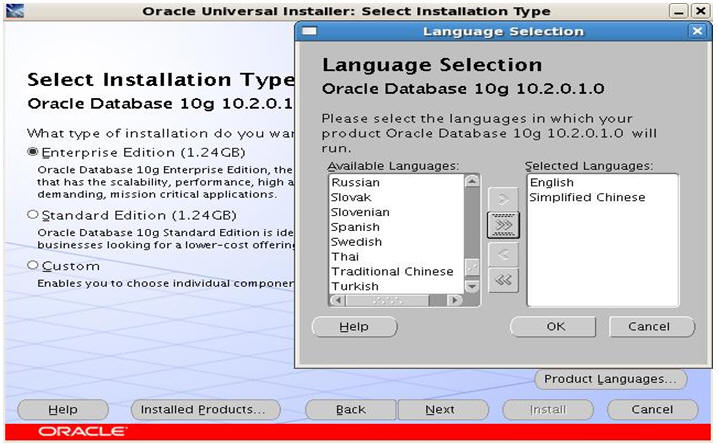 Oracle Universal Installer: Select Installation Type
Select Installation Type
Oracle Database 10g 10.2.0.1
What type of installation do you wan
Enterprise Edition (1.24GB)
Oracle Database 10g Enterprise Edition, the
that has the scalability, performance, high a
demanding, mission critical applications.
Standard Edition (1.24GB)
Oracle Database 10g Standard Edition is ide
businesses looking for a lower-cost offering
Custom
Enables you to choose individual componen
Language Selection
Language Selection
Oracle Database 10g 10.2.0.1.0
Please select the languages in which your
product Oracle Database 10g 10.2.0.1.0 will
run.
Available Languages:
Russian
Slovak
Slovenian
Spanish
Swedish
Thai
Traditional Chinese
Turkish
Selected Languages:
English
Simplified Chinese
Help
OK
Cancel
Product Languages...
Help
Installed Products...
Back
Next
Install
Cancel
ORACLE